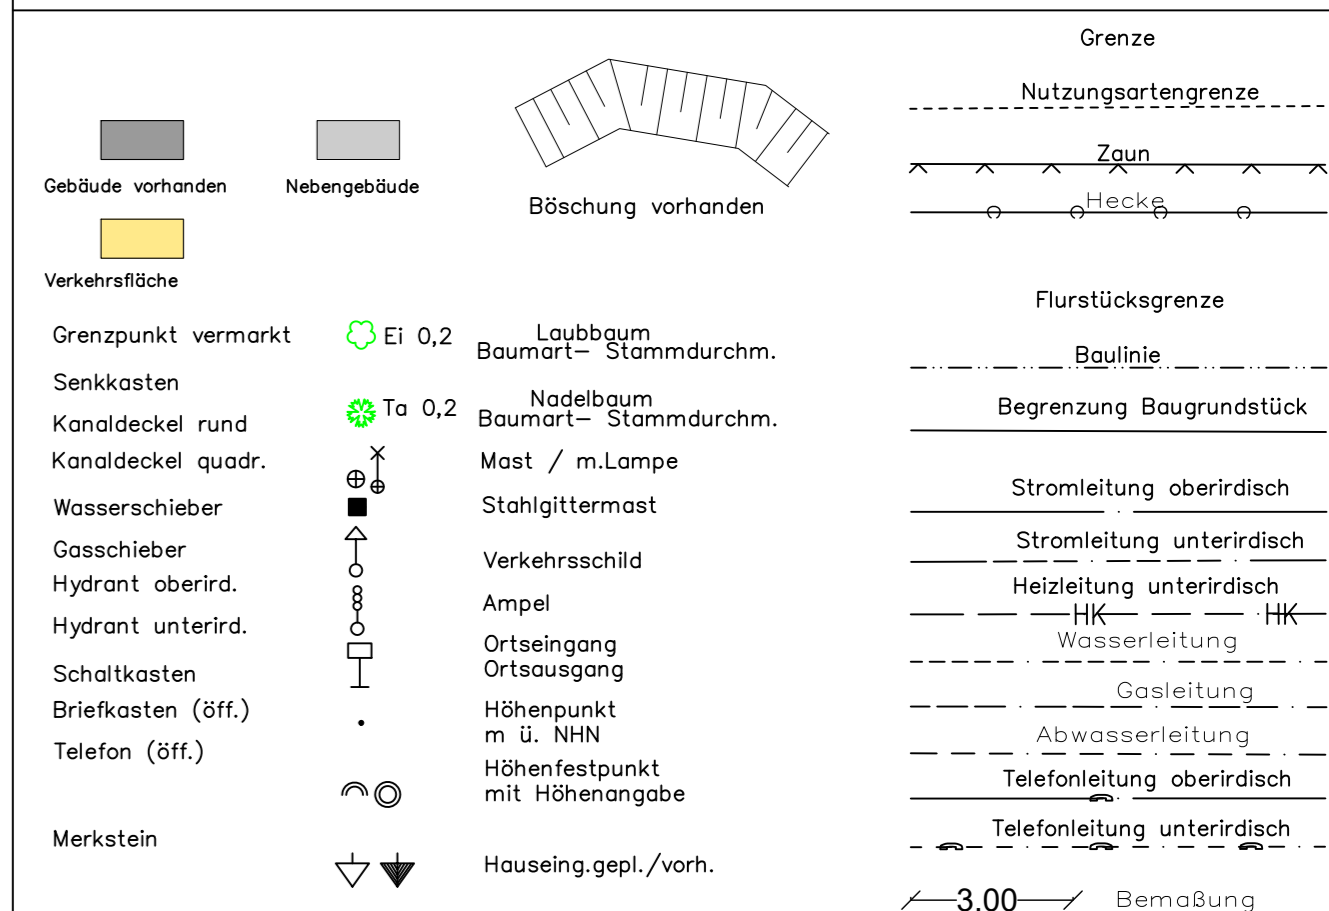 Gebäude vorhanden
Nebengebäude
Verkehrsfläche
Böschung vorhanden
Grenzpunkt vermarkt
Senkkasten
Kanaldeckel rund
Kanaldeckel quadr.
Wasserschieber
Gasschieber
Hydrant oberird.
Hydrant unterird.
Schaltkasten
Briefkasten (öff.)
Telefon (öff.)
Merkstein
Ei 0,2
Laubbaum
Baumart– Stammdurchm.
Ta 0,2
Nadelbaum
Baumart– Stammdurchm.
Mast / m.Lampe
Stahlgittermast
Verkehrsschild
Ampel
Ortseingang
Ortsausgang
Höhenpunkt
m ü. NHN
Höhenfestpunkt
mit Höhenangabe
Hauseing.gepl./vorh.
Grenze
Nutzungsartengrenze
Zaun
Hecke
Flurstücksgrenze
Baulinie
Begrenzung Baugrundstück
Stromleitung oberirdisch
Stromleitung unterirdisch
Heizleitung unterirdisch
HK HK
Wasserleitung
Gasleitung
Abwasserleitung
Telefonleitung oberirdisch
Telefonleitung unterirdisch
3.00 Bemaßung